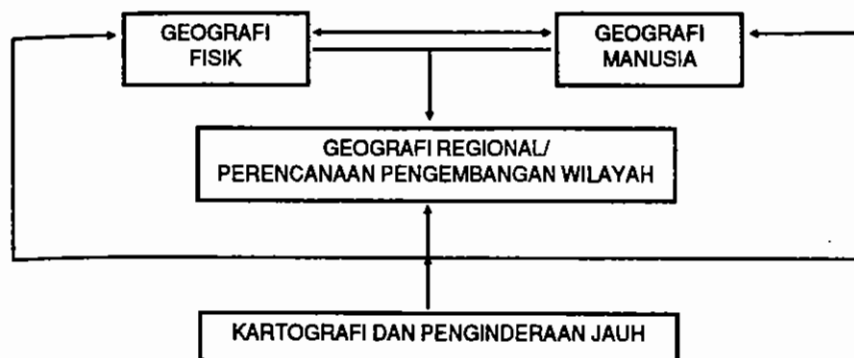 GEOGRAFI
FISIK
GEOGRAFI
MANUSIA
GEOGRAFI REGIONAL/
PERENCANAAN PENGEMBANGAN WILAYAH
KARTOGRAFI DAN PENGINDERAAN JAUH